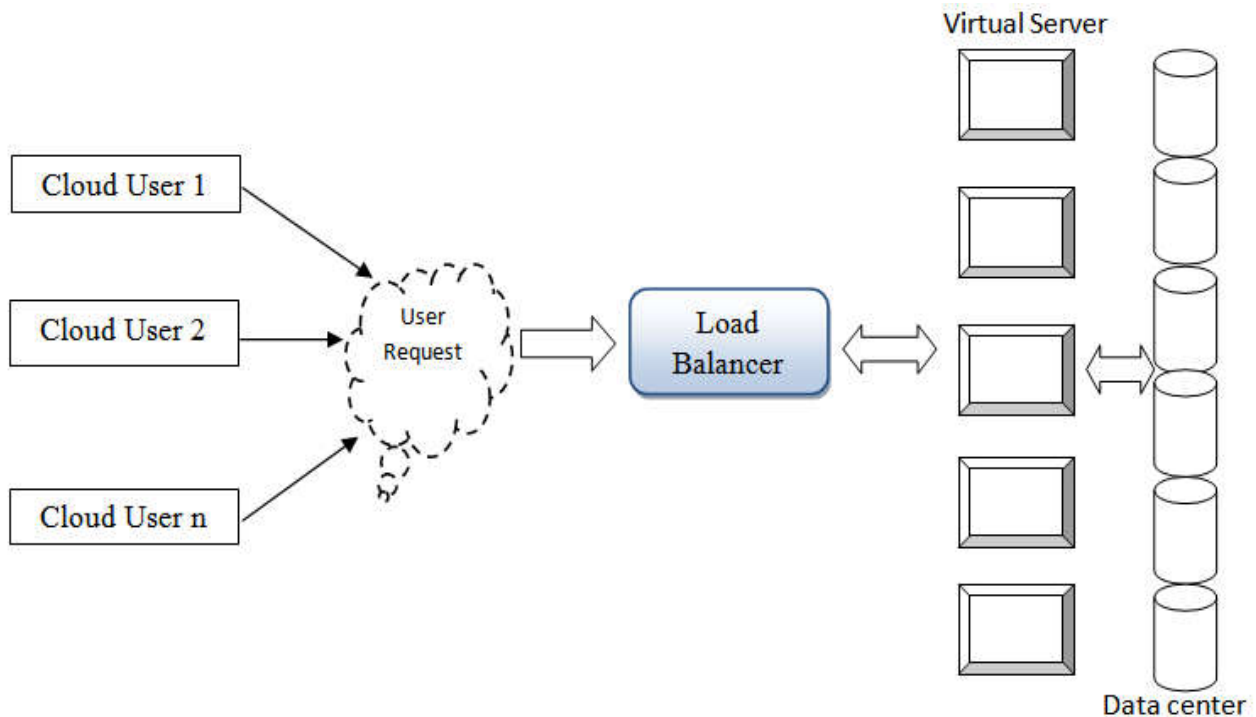 Virtual Server
Cloud User 1
Cloud User 2
Cloud User n
User
Request
Load
Balancer
Data center